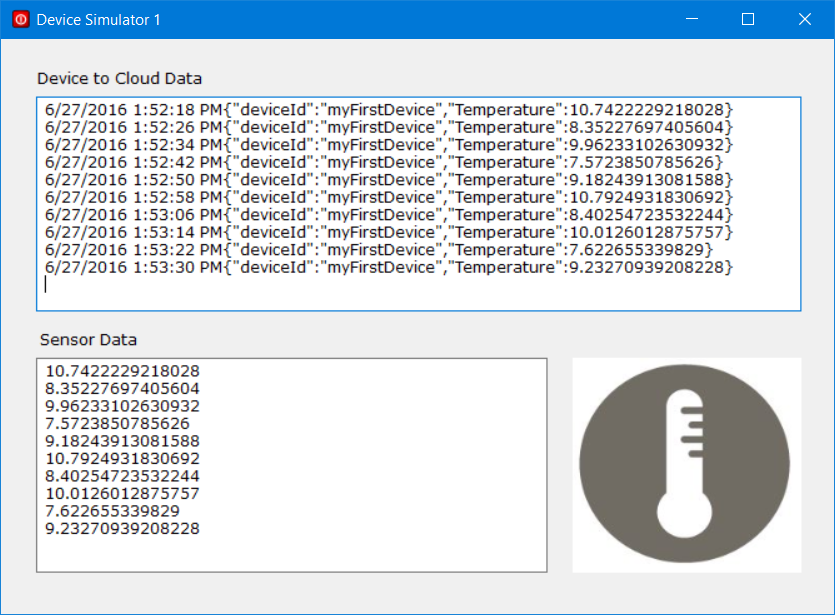 Device Simulator 1
Device to Cloud Data
6/27/2016 1:52:18 PM{"deviceId":"myFirstDevice","Temperature":10.7422229218028}
6/27/2016 1:52:26 PM{"deviceId":"myFirstDevice","Temperature":8.35227697405604}
6/27/2016 1:52:34 PM{"deviceId":"myFirstDevice","Temperature":9.96233102630932}
6/27/2016 1:52:42 PM{"deviceId":"myFirstDevice","Temperature":7.5723850785626}
6/27/2016 1:52:50 PM{"deviceId":"myFirstDevice","Temperature":9.18243913081588}
6/27/2016 1:52:58 PM{"deviceId":"myFirstDevice","Temperature":10.7924931830692}
6/27/2016 1:53:06 PM{"deviceId":"myFirstDevice","Temperature":8.40254723532244}
6/27/2016 1:53:14 PM{"deviceId":"myFirstDevice","Temperature":10.0126012875757}
6/27/2016 1:53:22 PM{"deviceId":"myFirstDevice","Temperature":7.622655339829}
6/27/2016 1:53:30 PM{"deviceId":"myFirstDevice","Temperature":9.23270939208228}
Sensor Data
10.7422229218028
8.35227697405604
9.96233102630932
7.5723850785626
9.18243913081588
10.7924931830692
8.40254723532244
10.0126012875757
7.622655339829
9.23270939208228